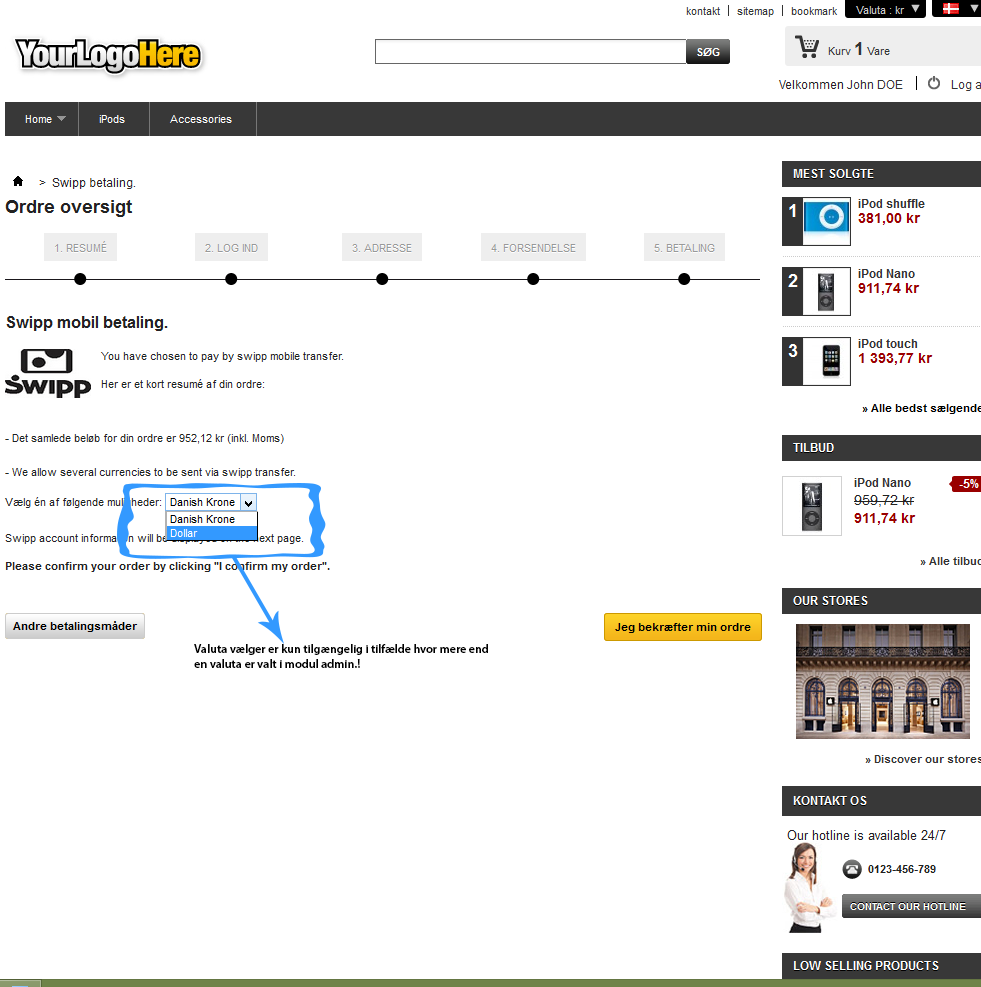 kontakt
sitemap
bookmark
Valuta : kr
YourLogoHere
SØG
Kurv 1 Vare
Velkommen John DOE
Log a
Home
iPods
Accessories
> Swipp betaling.
Ordre oversigt
1. RESUMÉ
2. LOG IND
3. ADRESSE
4. FORSENDELSE
5. BETALING
Swipp mobil betaling.
SWIPP
You have chosen to pay by swipp mobile transfer.
Her er et kort resumé af din ordre:
- Det samlede beløb for din ordre er 952,12 kr (inkl. Moms)
- We allow several currencies to be sent via swipp transfer.
Vælg én af følgende muligheder: Danish Krone
Danish Krone
Dollar
Swipp account information will be displayed on the next page.
Please confirm your order by clicking "I confirm my order".
Andre betalingsmåder
Jeg bekræfter min ordre
Valuta vælger er kun tilgængelig i tilfælde hvor mere end
en valuta er valt i modul admin.!
MEST SOLGTE
1
iPod shuffle
381,00 kr
2
iPod Nano
911,74 kr
3
iPod touch
1 393,77 kr
» Alle bedst sælgende
TILBUD
iPod Nano
-5%
959,72 kr
911,74 kr
» Alle tilbud
OUR STORES
» Discover our stores
KONTAKT OS
Our hotline is available 24/7
0123-456-789
CONTACT OUR HOTLINE
LOW SELLING PRODUCTS